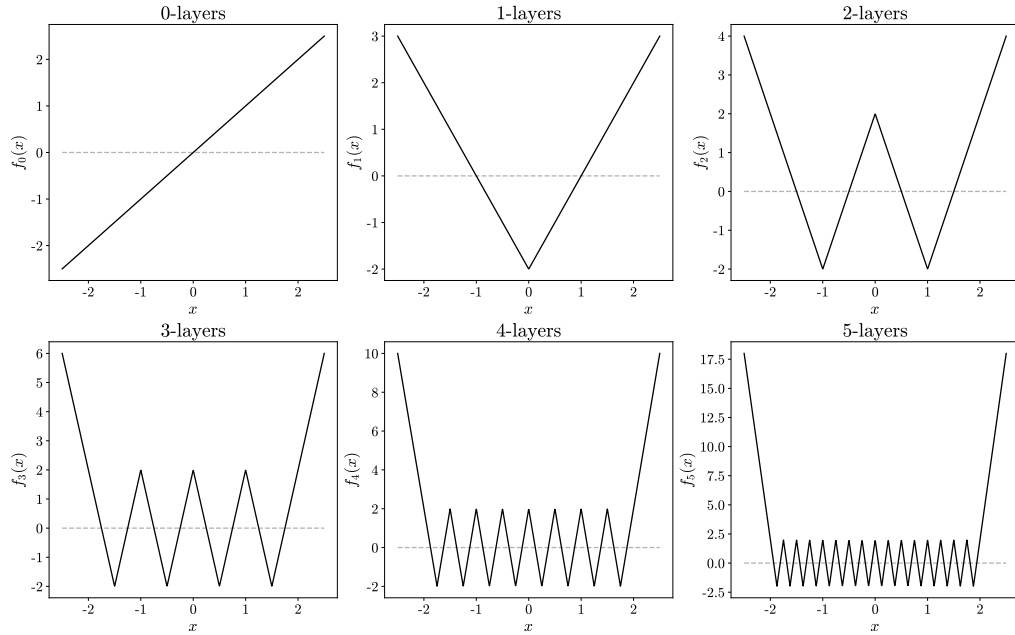 0-layers
2
1
0
-1
-2
f₀(x)
-2 -1 0 1 2
x
1-layers
3
2
1
0
-1
-2
f₁(x)
-2 -1 0 1 2
x
2-layers
4
3
2
1
0
-1
-2
f₂(x)
-2 -1 0 1 2
x
3-layers
6
5
4
3
2
1
0
-1
-2
f₃(x)
-2 -1 0 1 2
x
4-layers
10
8
6
4
2
0
-2
f₄(x)
-2 -1 0 1 2
x
5-layers
17.5
15.0
12.5
10.0
7.5
5.0
2.5
0.0
-2.5
f₅(x)
-2 -1 0 1 2
x